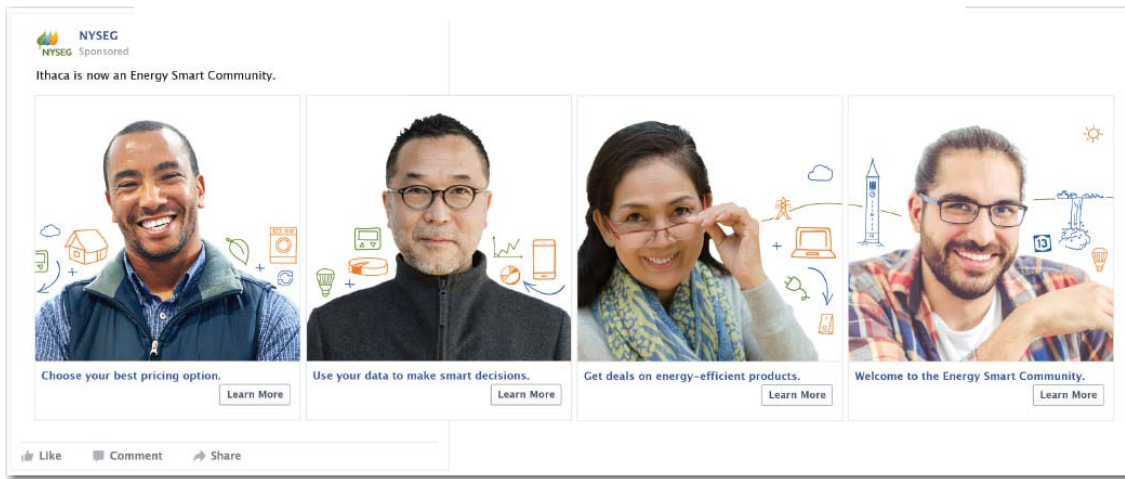 NYSEG
NYSEG
Sponsored
Ithaca is now an Energy Smart Community.
13
Choose your best pricing option.
Learn More
Use your data to make smart decisions.
Learn More
Get deals on energy-efficient products.
Learn More
Welcome to the Energy Smart Community.
Learn More
Like
Comment
Share